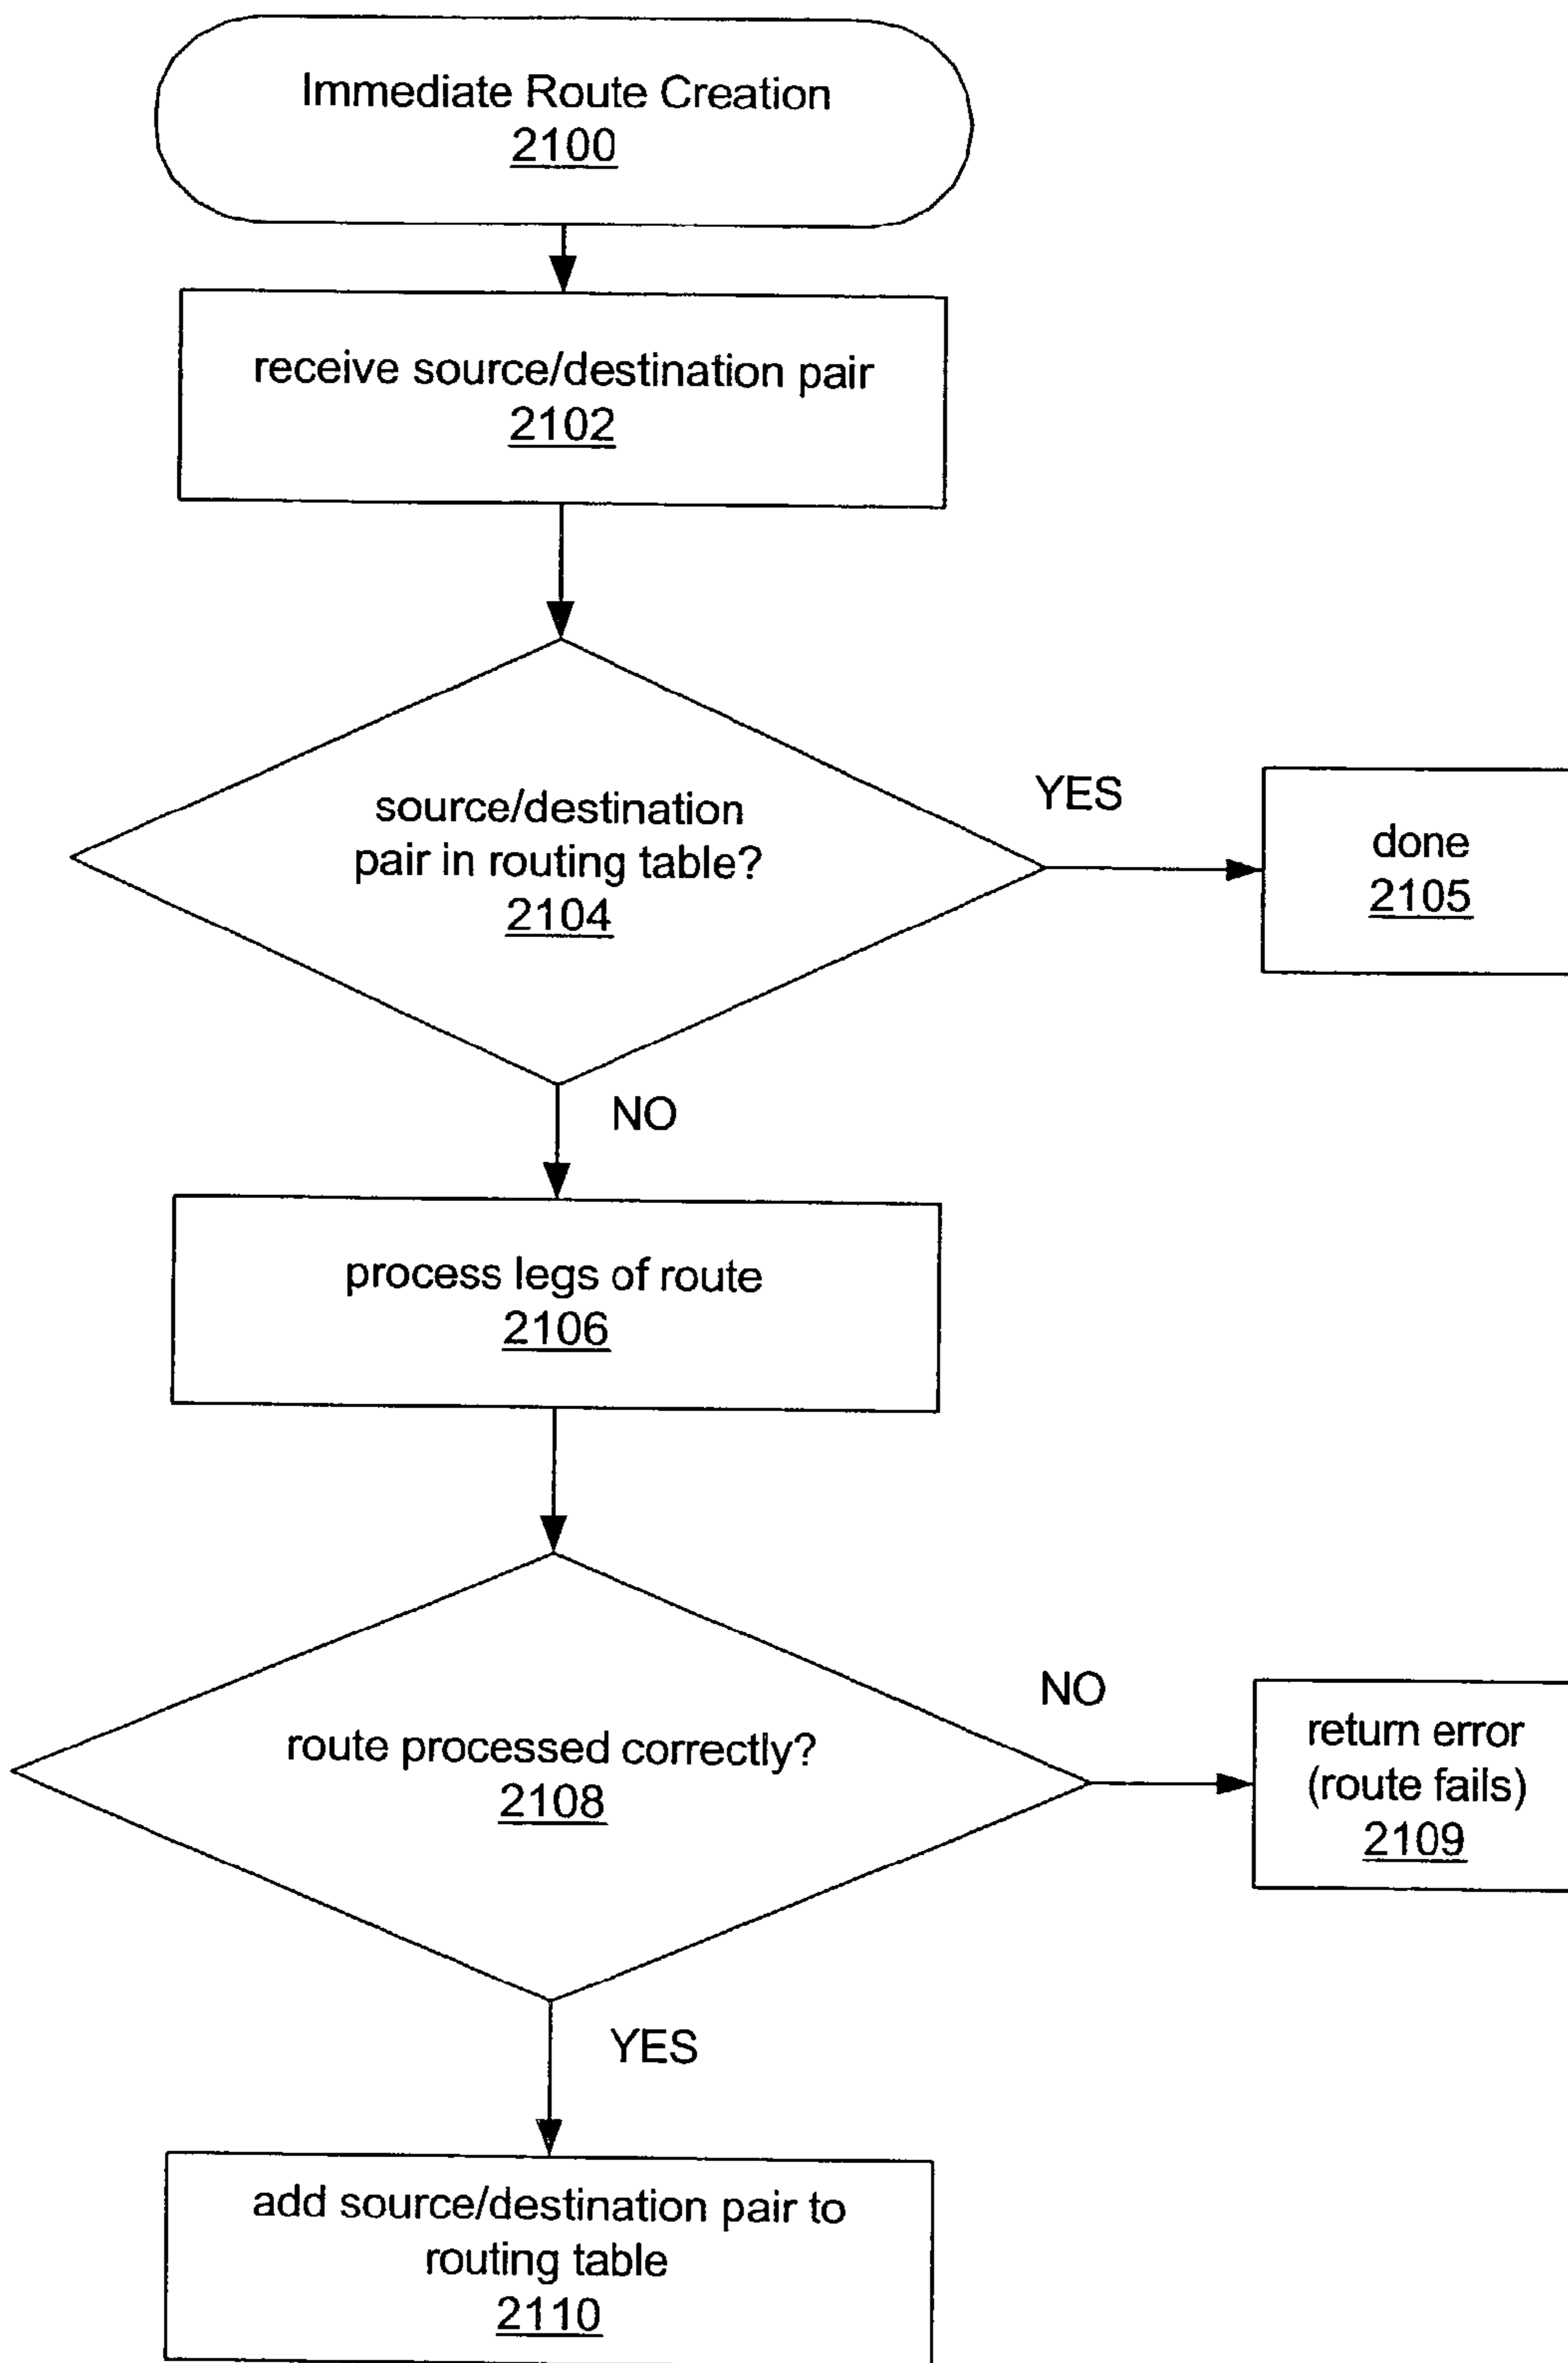 Immediate Route Creation
2100
receive source/destination pair
2102
source/destination
pair in routing table?
2104
YES
done
2105
NO
process legs of route
2106
route processed correctly?
2108
NO
return error
(route fails)
2109
YES
add source/destination pair to
routing table
2110